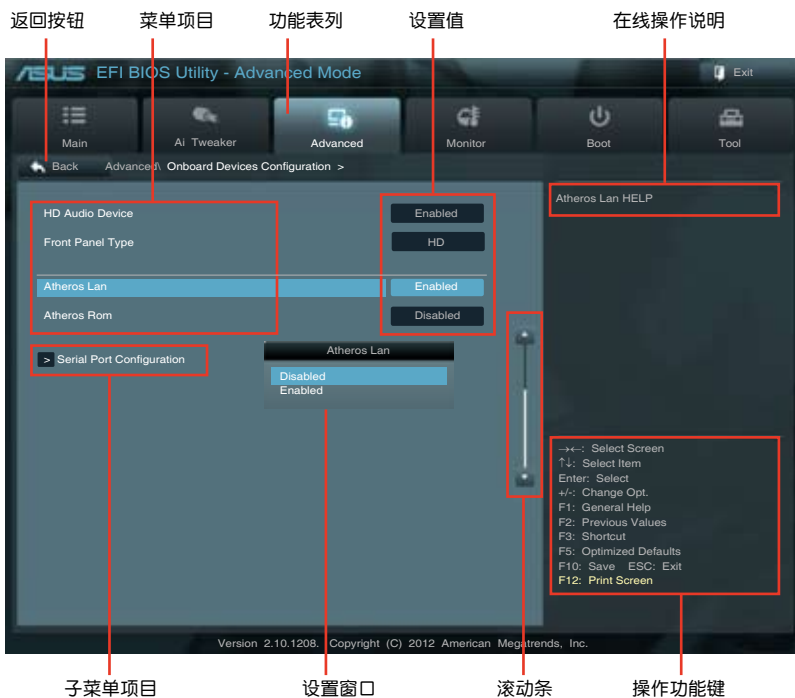 返回按钮 菜单项目 功能表列 设置值 在线操作说明
ASUS EFI BIOS Utility - Advanced Mode Exit
Main Ai Tweaker Advanced Monitor Boot Tool
Back Advanced\ Onboard Devices Configuration >
Atheros Lan HELP
HD Audio Device Enabled
Front Panel Type HD
Atheros Lan Enabled
Atheros Rom Disabled
> Serial Port Configuration
Atheros Lan
Disabled
Enabled
→←: Select Screen
↑↓: Select Item
Enter: Select
+/-: Change Opt.
F1: General Help
F2: Previous Values
F3: Shortcut
F5: Optimized Defaults
F10: Save ESC: Exit
F12: Print Screen
Version 2.10.1208. Copyright (C) 2012 American Megatrends, Inc.
子菜单项目 设置窗口 滚动条 操作功能键